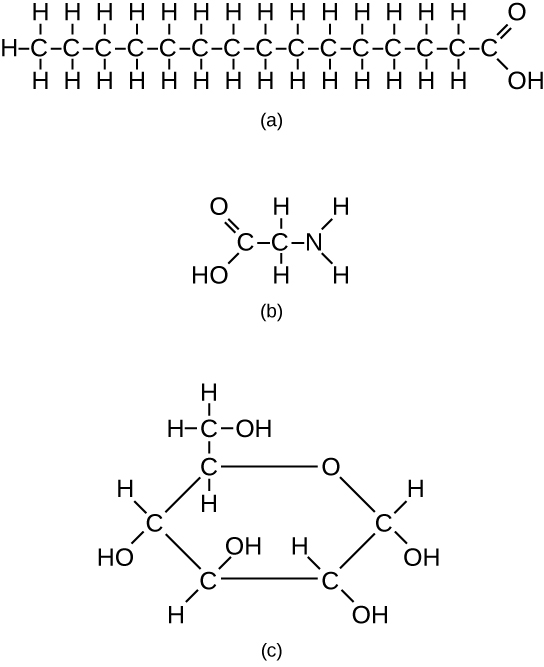 H H H H H H H H H H H H H H O
H–C–C–C–C–C–C–C–C–C–C–C–C–C–C–C
H H H H H H H H H H H H H H OH
(a)
O H H
C–C–N
HO H H
(b)
H
H–C–OH
C O
H H H
C C
HO OH H OH
C C
H OH
(c)